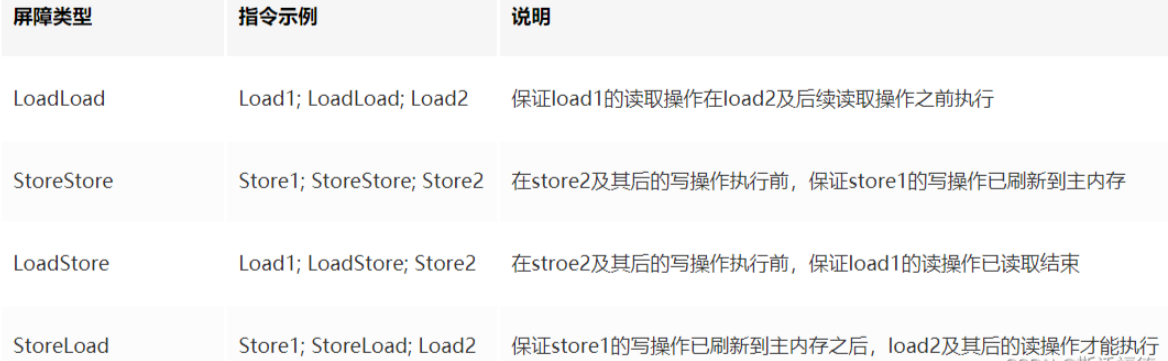 屏障类型 指令示例 说明
LoadLoad Load1; LoadLoad; Load2 保证load1的读取操作在load2及后续读取操作之前执行
StoreStore Store1; StoreStore; Store2 在store2及其后的写操作执行前，保证store1的写操作已刷新到主内存
LoadStore Load1; LoadStore; Store2 在stroe2及其后的写操作执行前，保证load1的读操作已读取结束
StoreLoad Store1; StoreLoad; Load2 保证store1的写操作已刷新到主内存之后，load2及其后的读操作才能执行